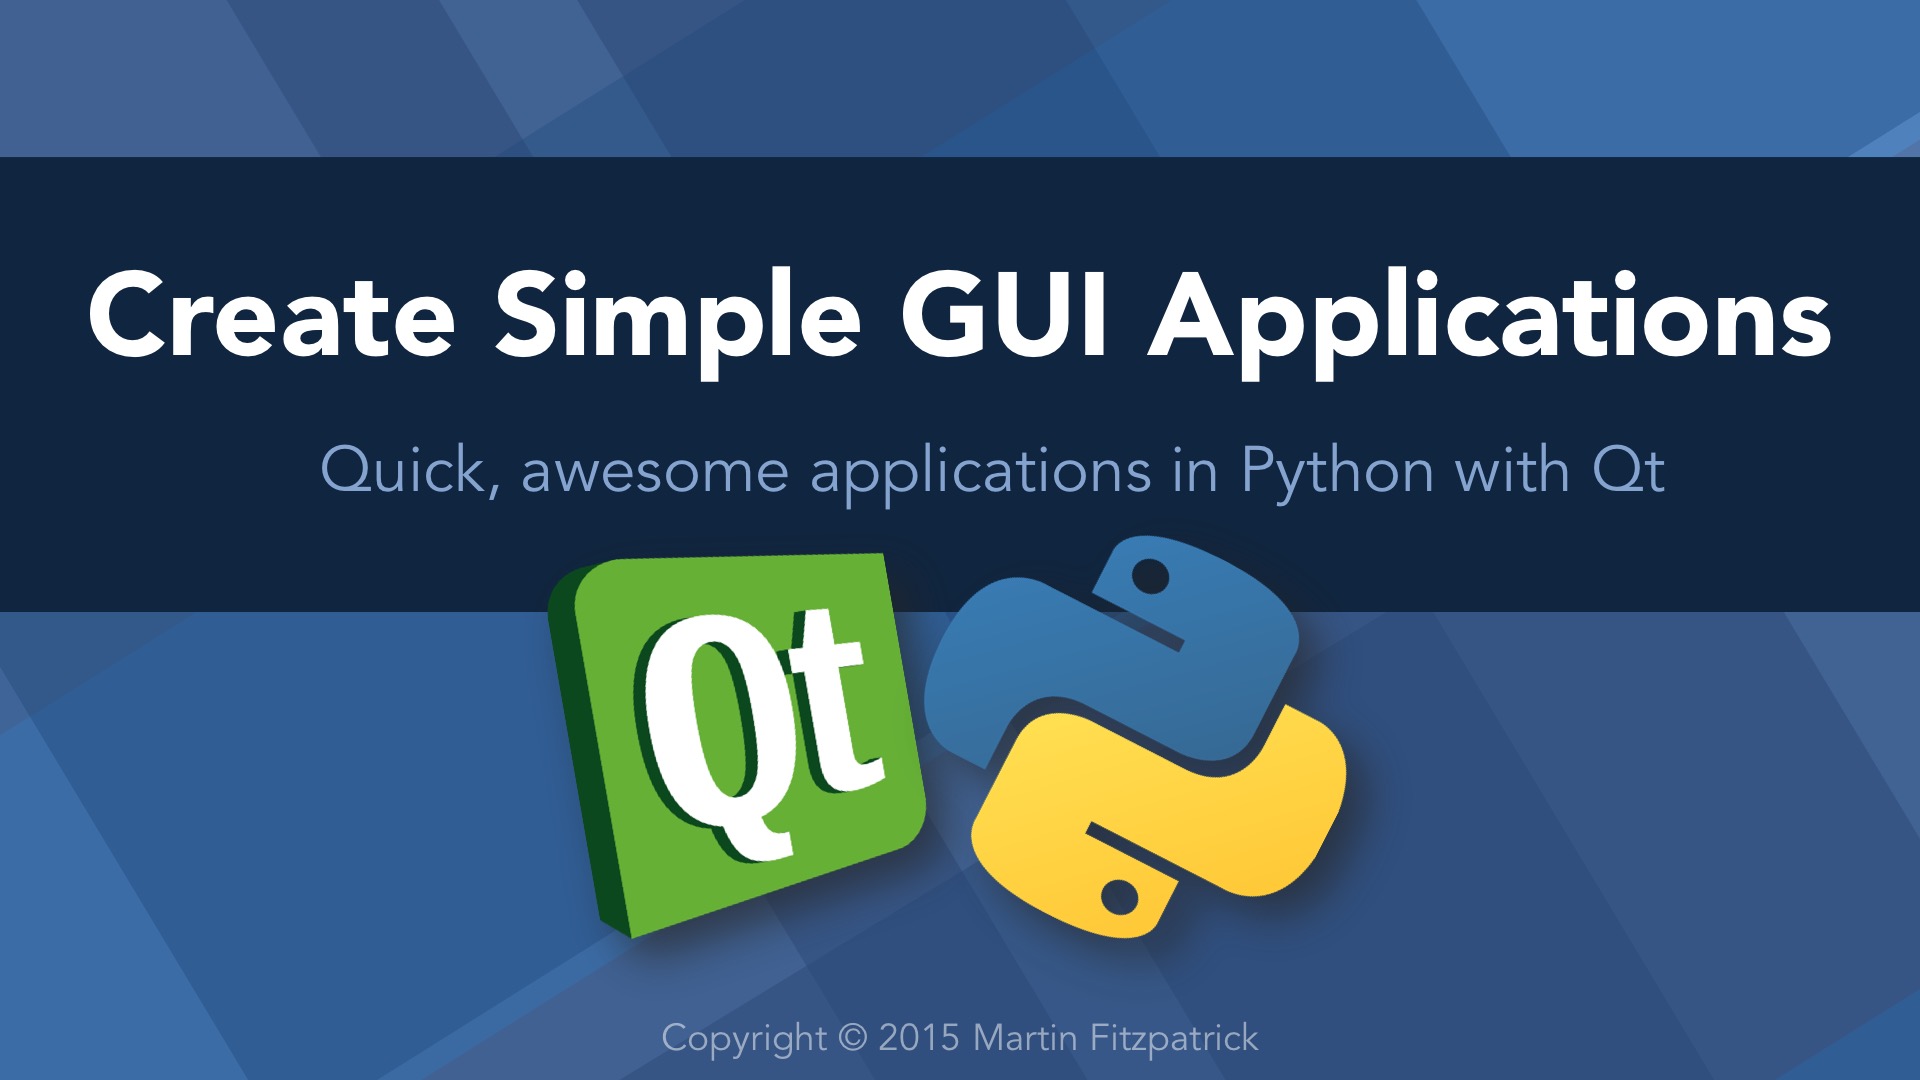 Create Simple GUI Applications
Quick, awesome applications in Python with Qt
Qt
Copyright © 2015 Martin Fitzpatrick